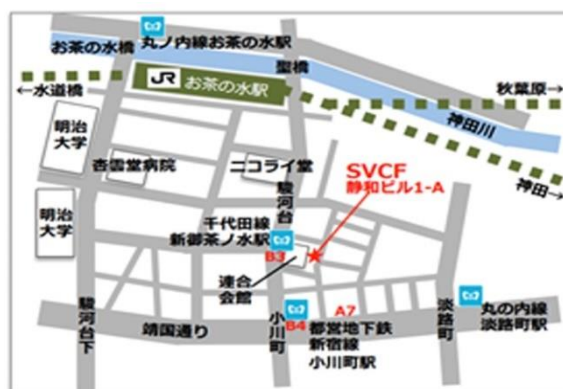 丸ノ内線お茶の水駅
お茶の水橋
聖橋
JR お茶の水駅
←水道橋
秋葉原→
神田川
神田→
明治
大学
杏雲堂病院
ニコライ堂
SVCF
静和ビル1-A
駿河台
明治
大学
千代田線
新御茶ノ水駅
B3
連合
会館
A7
B4
都営地下鉄
新宿線
小川町駅
駿河台下
靖国通り
小川町
淡路町
丸の内線
淡路町駅